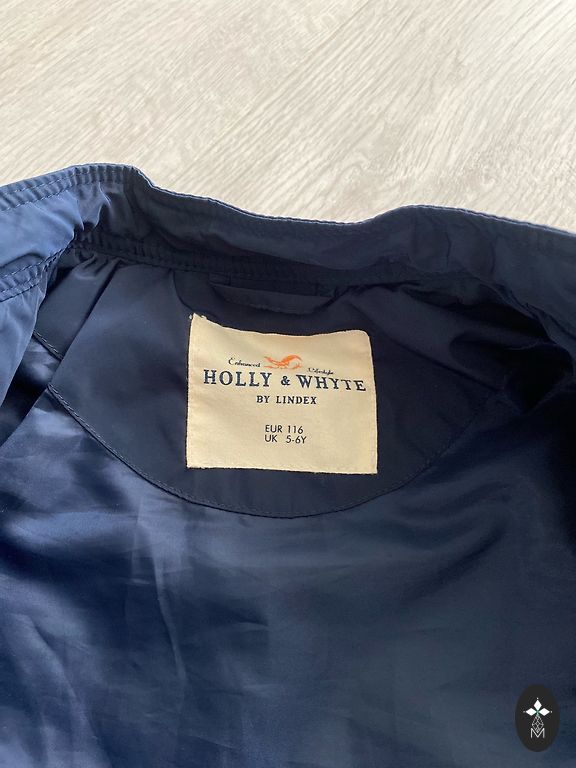 Enhanced Lifestyle
HOLLY & WHYTE
BY LINDEX
EUR 116
UK 5-6Y
M